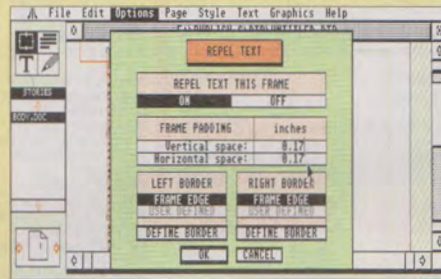 File Edit Options Page Style Text Graphics Help
REPEL TEXT
REPEL TEXT THIS FRAME
ON OFF
STORIES
BODY.DOC
FRAME PADDING inches
Vertical space: 0.17
Horizontal space: 0.17
LEFT BORDER RIGHT BORDER
FRAME EDGE FRAME EDGE
USER DEFINED USER DEFINED
DEFINE BORDER DEFINE BORDER
OK CANCEL